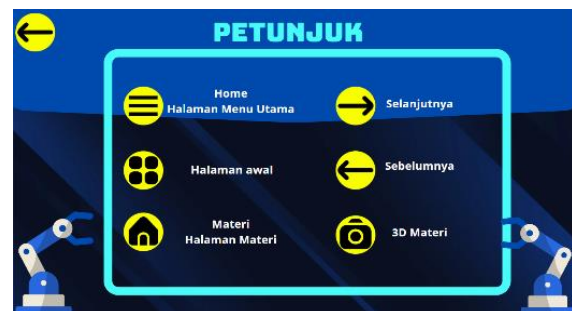 PETUNJUK
Home
Halaman Menu Utama
Selanjutnya
Halaman awal
Sebelumnya
Materi
Halaman Materi
3D Materi